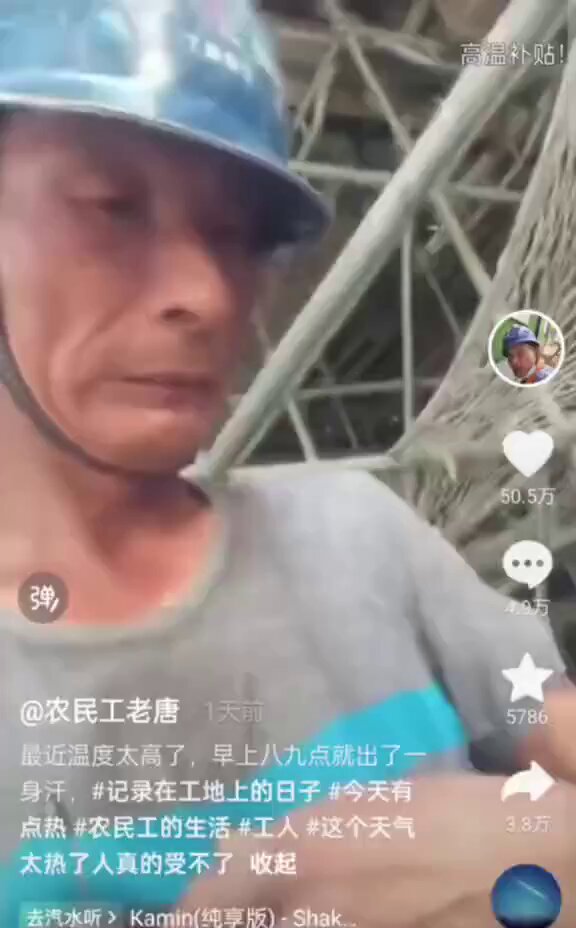 高温补贴!
50.5万
4.9万
5786
3.8万
弹
@农民工老唐 1天前
最近温度太高了，早上八九点就出了一
身汗，#记录在工地上的日子 #今天有
点热 #农民工的生活 #工人 #这个天气
太热了人真的受不了 收起
去汽水听 > Kamin(纯享版) - Shak...